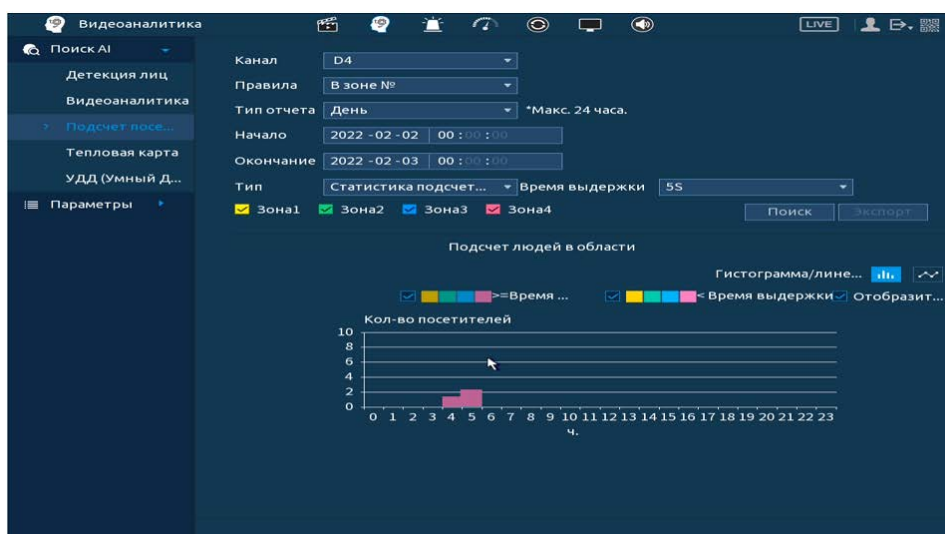 Видеоаналитика LIVE
Поиск AI
Детекция лиц
Видеоаналитика
Подсчет посе...
Тепловая карта
УДД (Умный Д...
Параметры
Канал D4
Правила В зоне №
Тип отчета День *Макс. 24 часа.
Начало 2022 -02 -02 00 :00 :00
Окончание 2022 -02 -03 00 :00 :00
Тип Статистика подсчет... Время выдержки 5S
Зона1 Зона2 Зона3 Зона4 Поиск Экспорт
Подсчет людей в области
Гистограмма/лине...
>=Время ... < Время выдержки Отобразит...
Кол-во посетителей
10
8
6
4
2
0
0 1 2 3 4 5 6 7 8 9 10 11 12 13 14 15 16 17 18 19 20 21 22 23
ч.